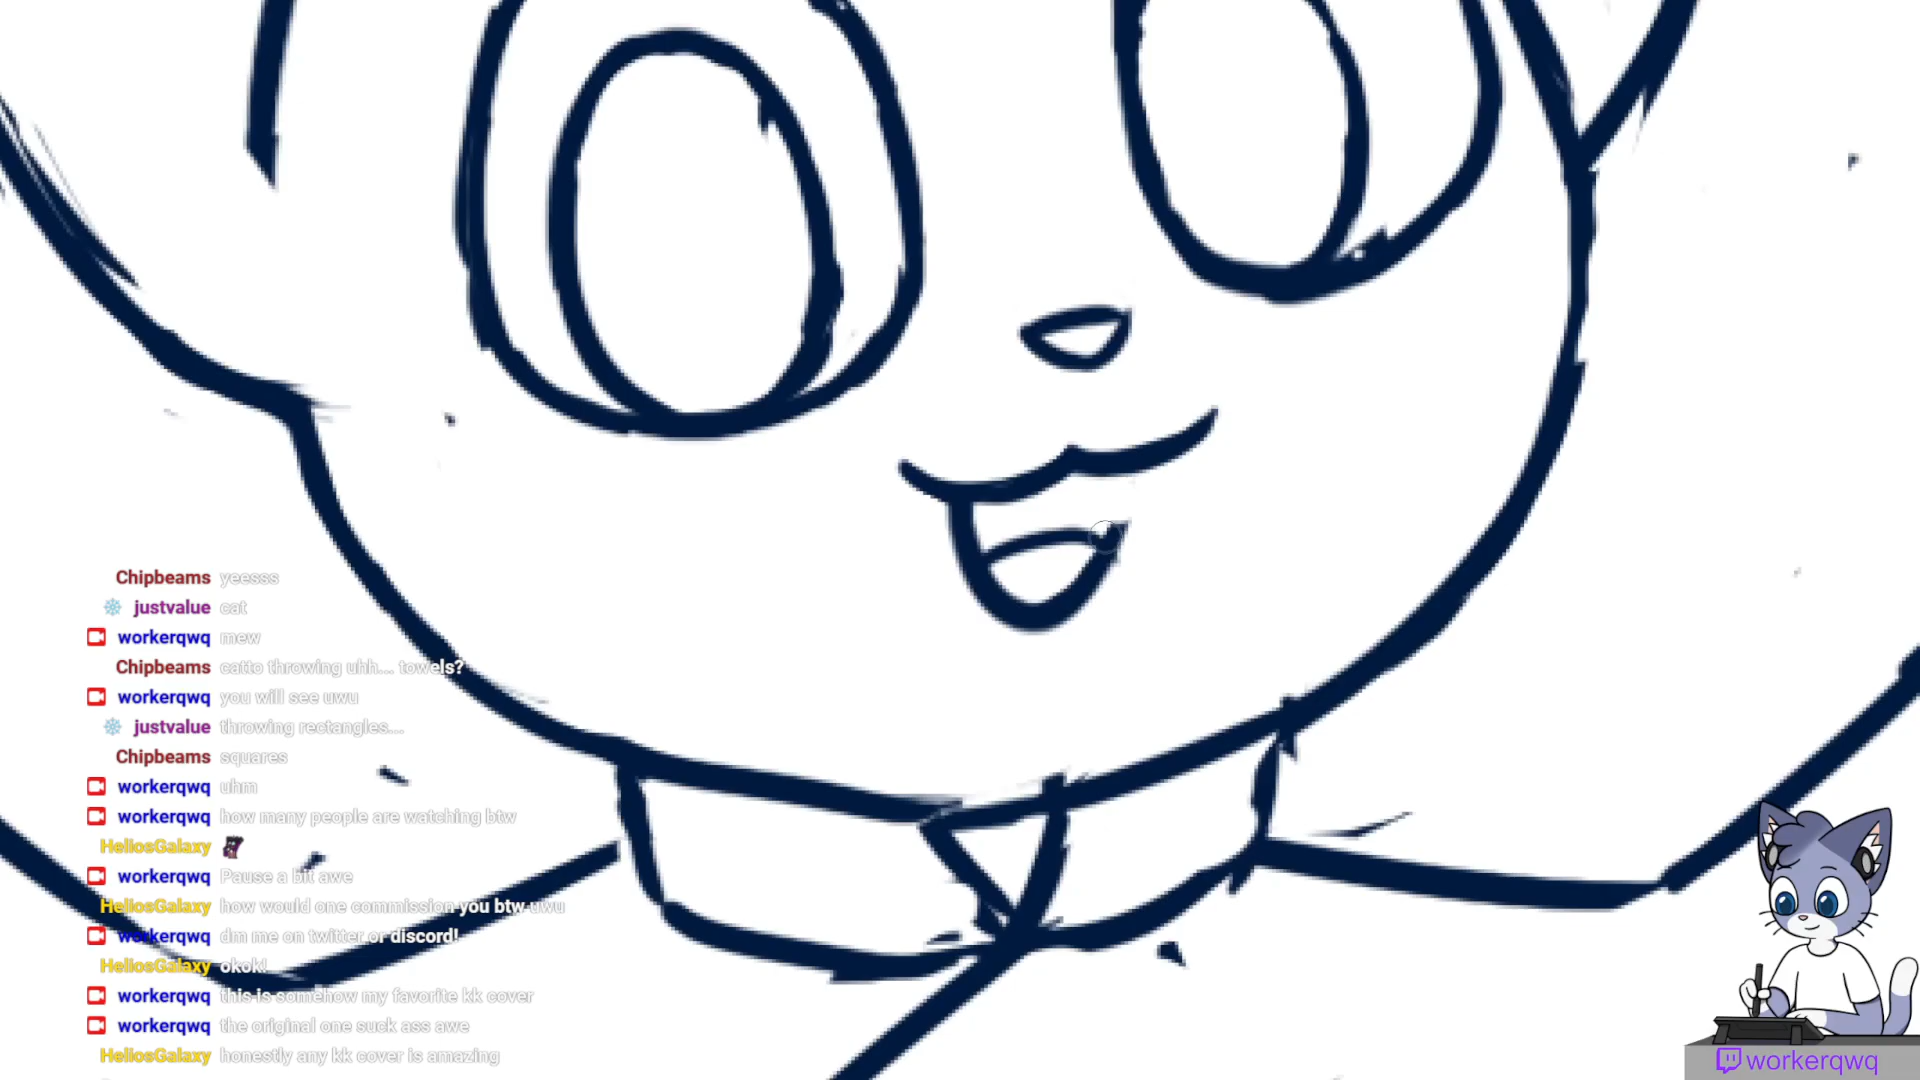 Chipbeams yeesss
justvalue cat
workerqwq mew
Chipbeams catto throwing uhh... towels?
workerqwq you will see uwu
justvalue throwing rectangles...
Chipbeams squares
workerqwq uhm
workerqwq how many people are watching btw
HeliosGalaxy
workerqwq Pause a bit awe
HeliosGalaxy how would one commission you btw uwu
workerqwq dm me on twitter or discord!
HeliosGalaxy okok!
workerqwq this is somehow my favorite kk cover
workerqwq the original one suck ass awe
HeliosGalaxy honestly any kk cover is amazing
workerqwq